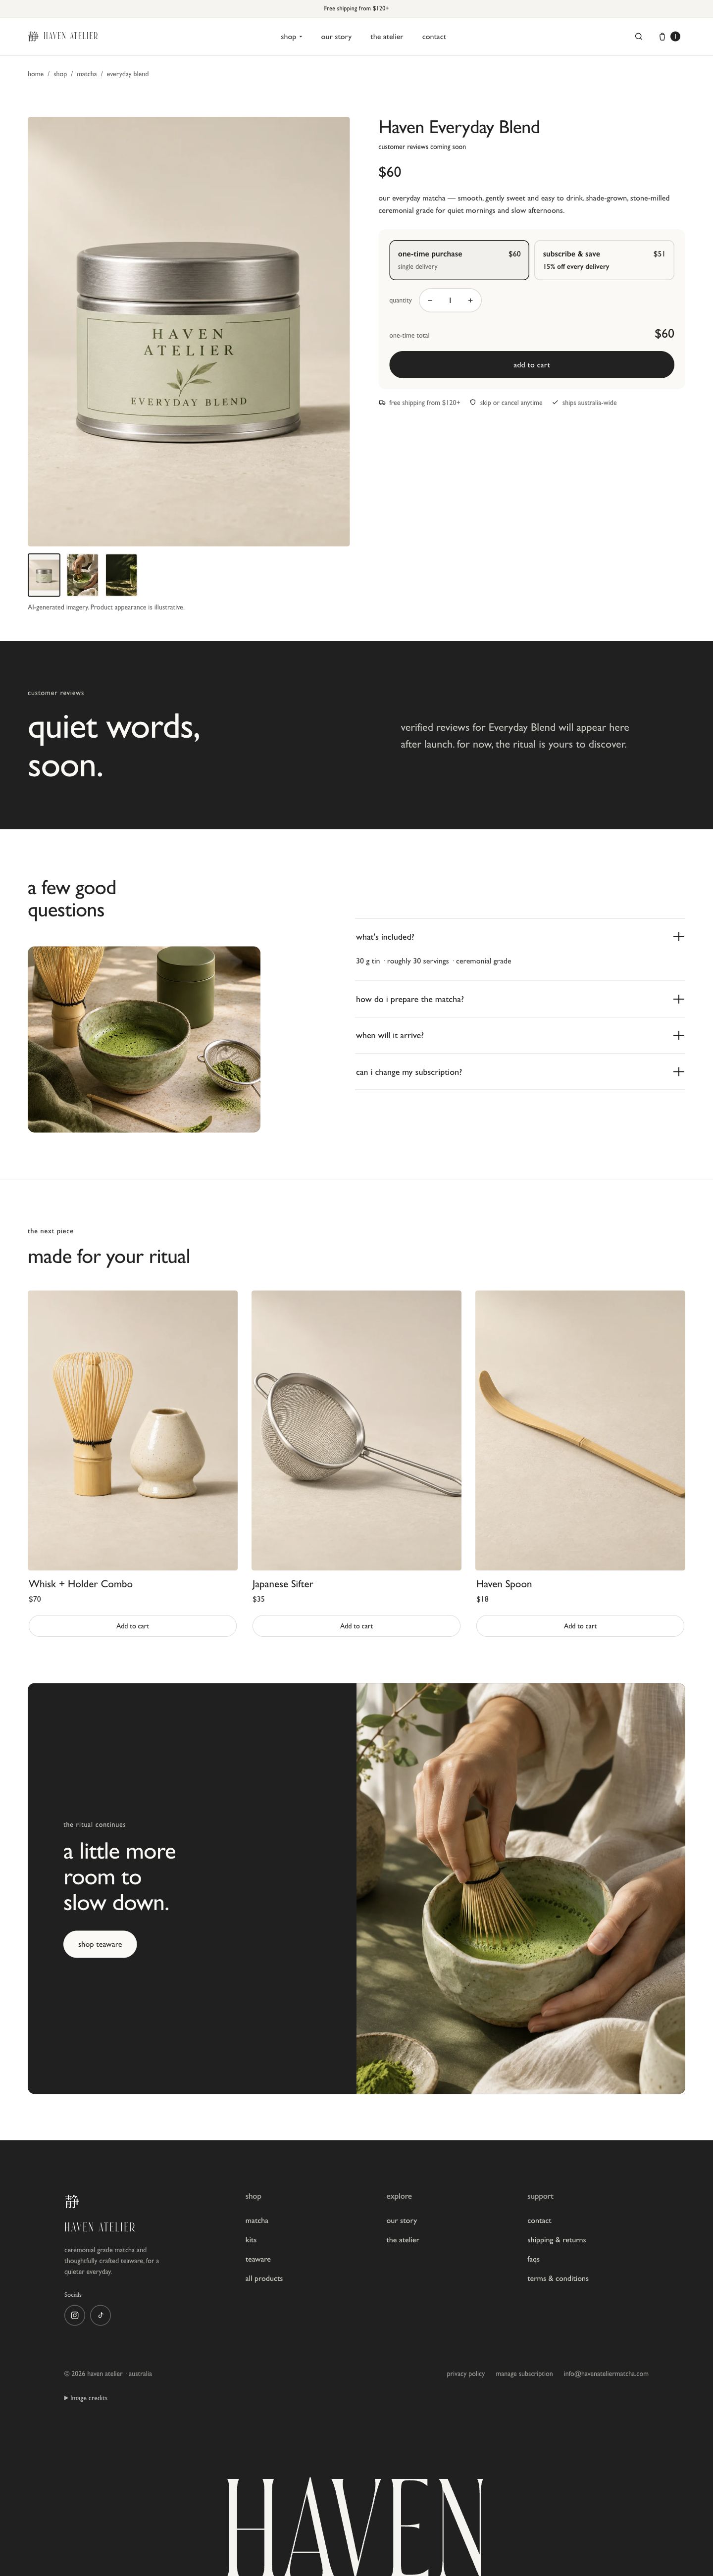 Free shipping from $120+
静 HAVEN ATELIER
shop
our story
the atelier
contact
1
home / shop / matcha / everyday blend
HAVEN
ATELIER
EVERYDAY BLEND
AI-generated imagery. Product appearance is illustrative.
Haven Everyday Blend
customer reviews coming soon
$60
our everyday matcha — smooth, gently sweet and easy to drink. shade-grown, stone-milled
ceremonial grade for quiet mornings and slow afternoons.
one-time purchase $60
single delivery
subscribe & save $51
15% off every delivery
quantity − 1 +
one-time total $60
add to cart
free shipping from $120+
skip or cancel anytime
ships australia-wide
customer reviews
quiet words,
soon.
verified reviews for Everyday Blend will appear here
after launch. for now, the ritual is yours to discover.
a few good
questions
what's included?
30 g tin · roughly 30 servings · ceremonial grade
how do i prepare the matcha?
when will it arrive?
can i change my subscription?
the next piece
made for your ritual
Whisk + Holder Combo
$70
Add to cart
Japanese Sifter
$35
Add to cart
Haven Spoon
$18
Add to cart
the ritual continues
a little more
room to
slow down.
shop teaware
静
HAVEN ATELIER
ceremonial grade matcha and
thoughtfully crafted teaware, for a
quieter everyday.
Socials
shop
matcha
kits
teaware
all products
explore
our story
the atelier
support
contact
shipping & returns
faqs
terms & conditions
© 2026 haven atelier · australia
privacy policy
manage subscription
info@havenateliermatcha.com
Image credits
HAVEN